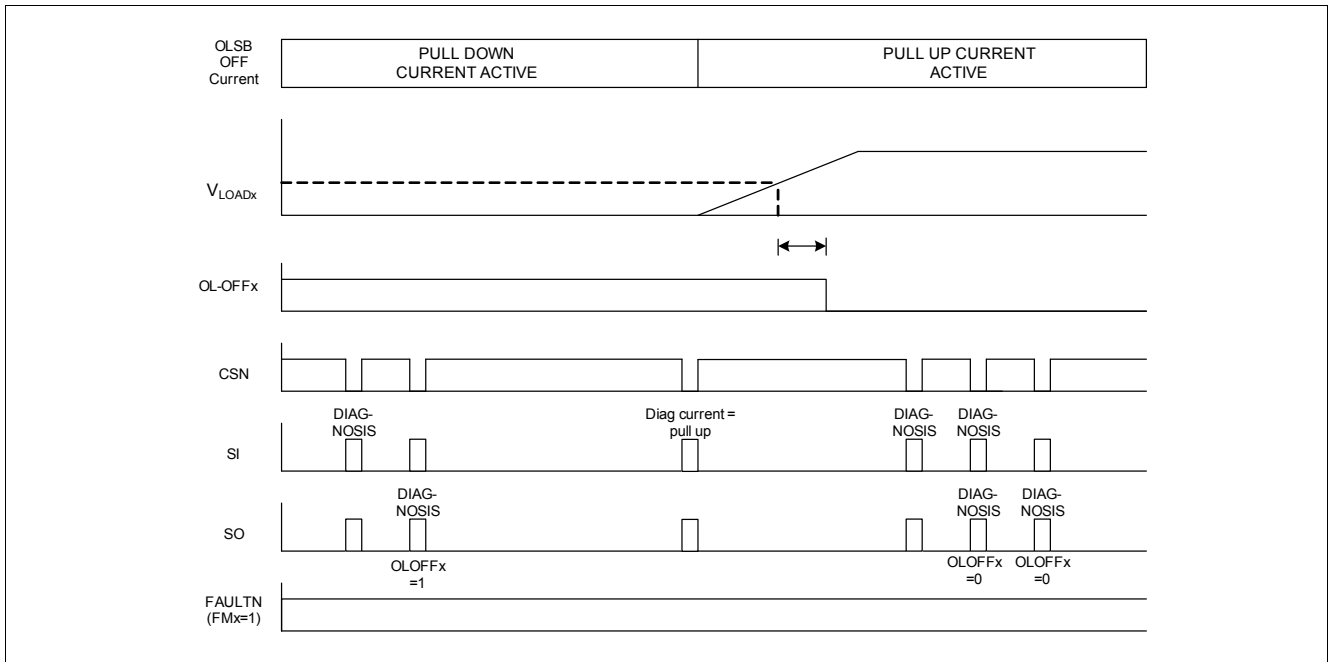 OLSB
OFF
Current
PULL DOWN
CURRENT ACTIVE
PULL UP CURRENT
ACTIVE
VLOADx
OL-OFFx
CSN
DIAG-
NOSIS
Diag current =
pull up
DIAG-
NOSIS
DIAG-
NOSIS
SI
DIAG-
NOSIS
DIAG-
NOSIS
DIAG-
NOSIS
SO
OLOFFx
=1
OLOFFx
=0
OLOFFx
=0
FAULTN
(FMx=1)